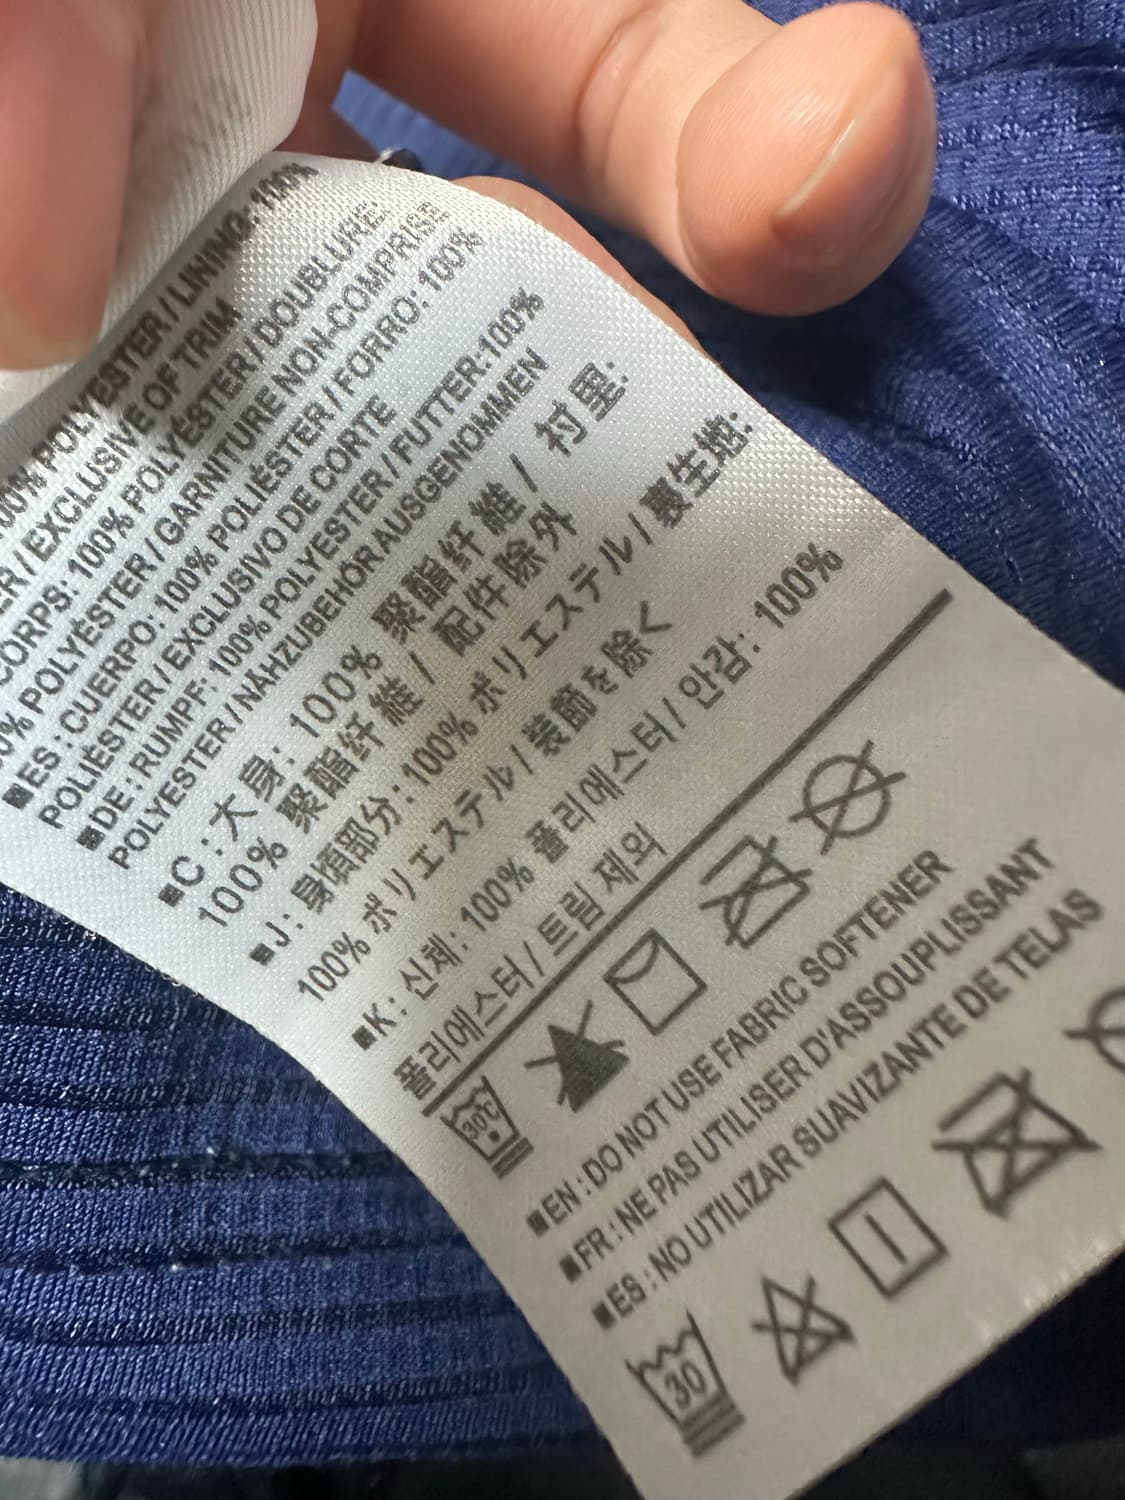 100% POLYESTER / LINING: 100%
/ EXCLUSIVE OF TRIM
CORPS: 100% POLYESTER / DOUBLURE:
POLYÉSTER / GARNITURE NON-COMPRISE
■ES : CUERPO: 100% POLIÉSTER / FORRO: 100%
POLIÉSTER / EXCLUSIVO DE CORTE
■DE : RUMPF: 100% POLYESTER / FUTTER:100%
POLYESTER / NÄHZUBEHÖR AUSGENOMMEN
■C : 大身: 100% 聚酯纤维 / 衬里:
100% 聚酯纤維 / 配件除外
■J : 身頃部分: 100% ポリエステル / 裏生地:
100% ポリエステル / 装飾を除く
■K : 신체: 100% 폴리에스터 / 안감: 100%
폴리에스터 / 트림 제외
30℃
■EN : DO NOT USE FABRIC SOFTENER
■FR : NE PAS UTILISER D'ASSOUPLISSANT
■ES : NO UTILIZAR SUAVIZANTE DE TELAS
30